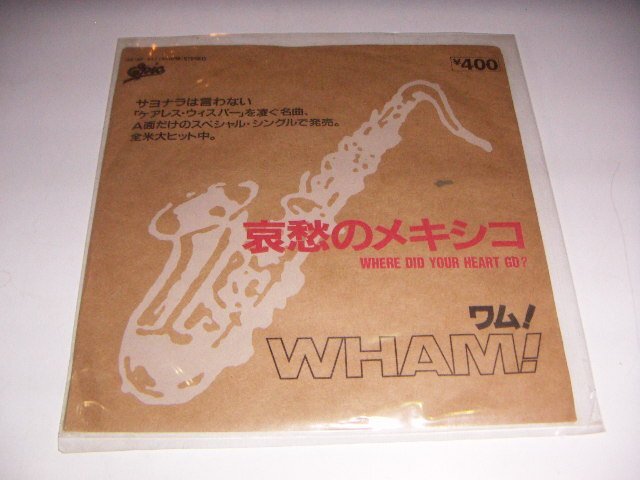 Epic
¥400
サヨナラは言わない
「ケアレス・ウィスパー」を凌ぐ名曲、
A面だけのスペシャル・シングルで発売。
全米大ヒット中。
哀愁のメキシコ
WHERE DID YOUR HEART GO?
ワム!
WHAM!